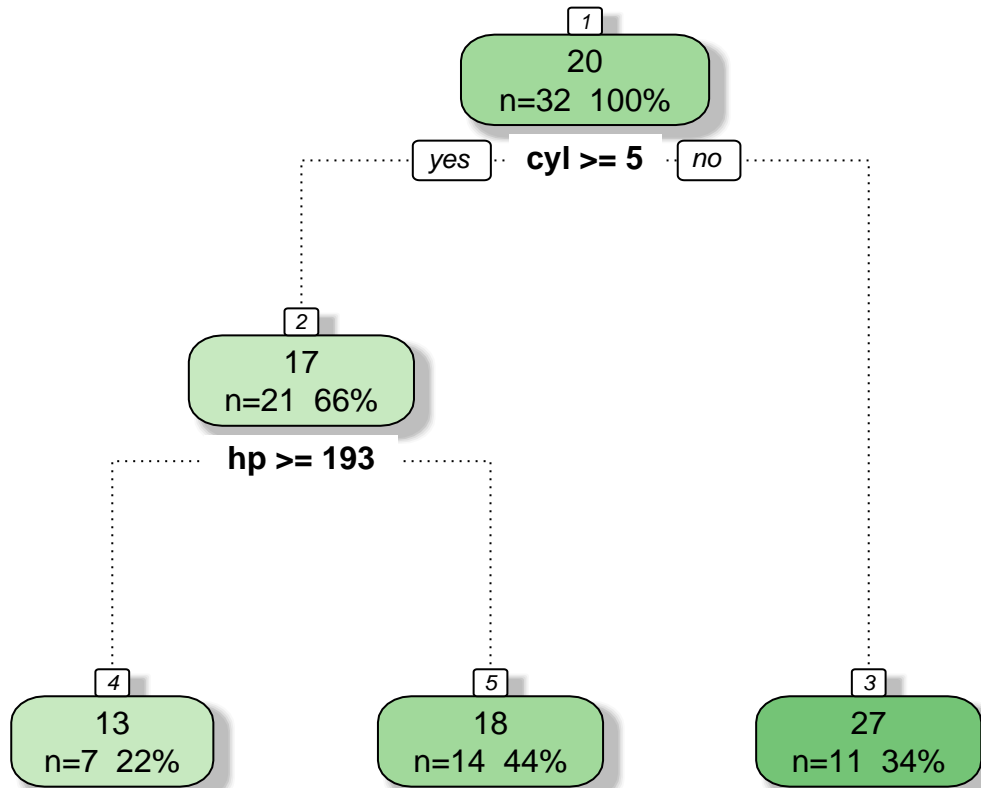 1
20
n=32 100%
yes cyl >= 5 no
2
17
n=21 66%
hp >= 193
4
13
n=7 22%
5
18
n=14 44%
3
27
n=11 34%